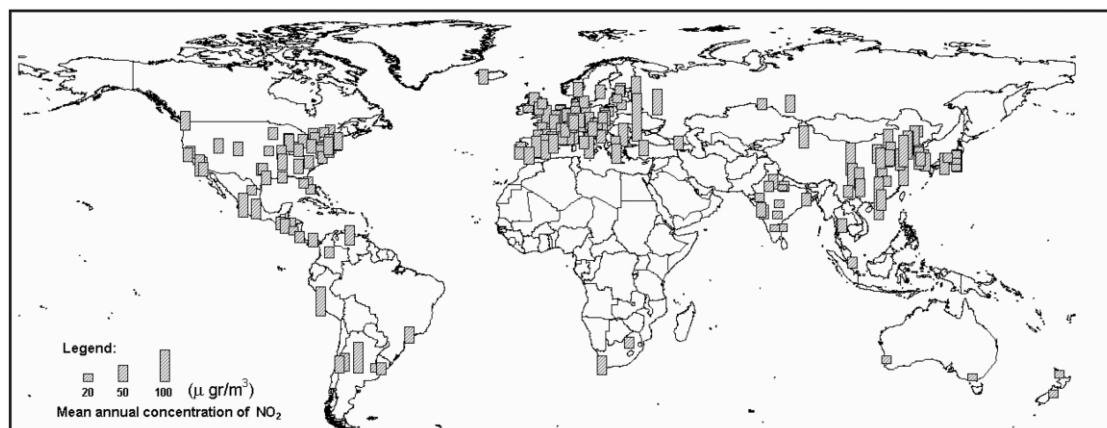 Legend:
20 50 100 (μ gr/m³)
Mean annual concentration of NO₂